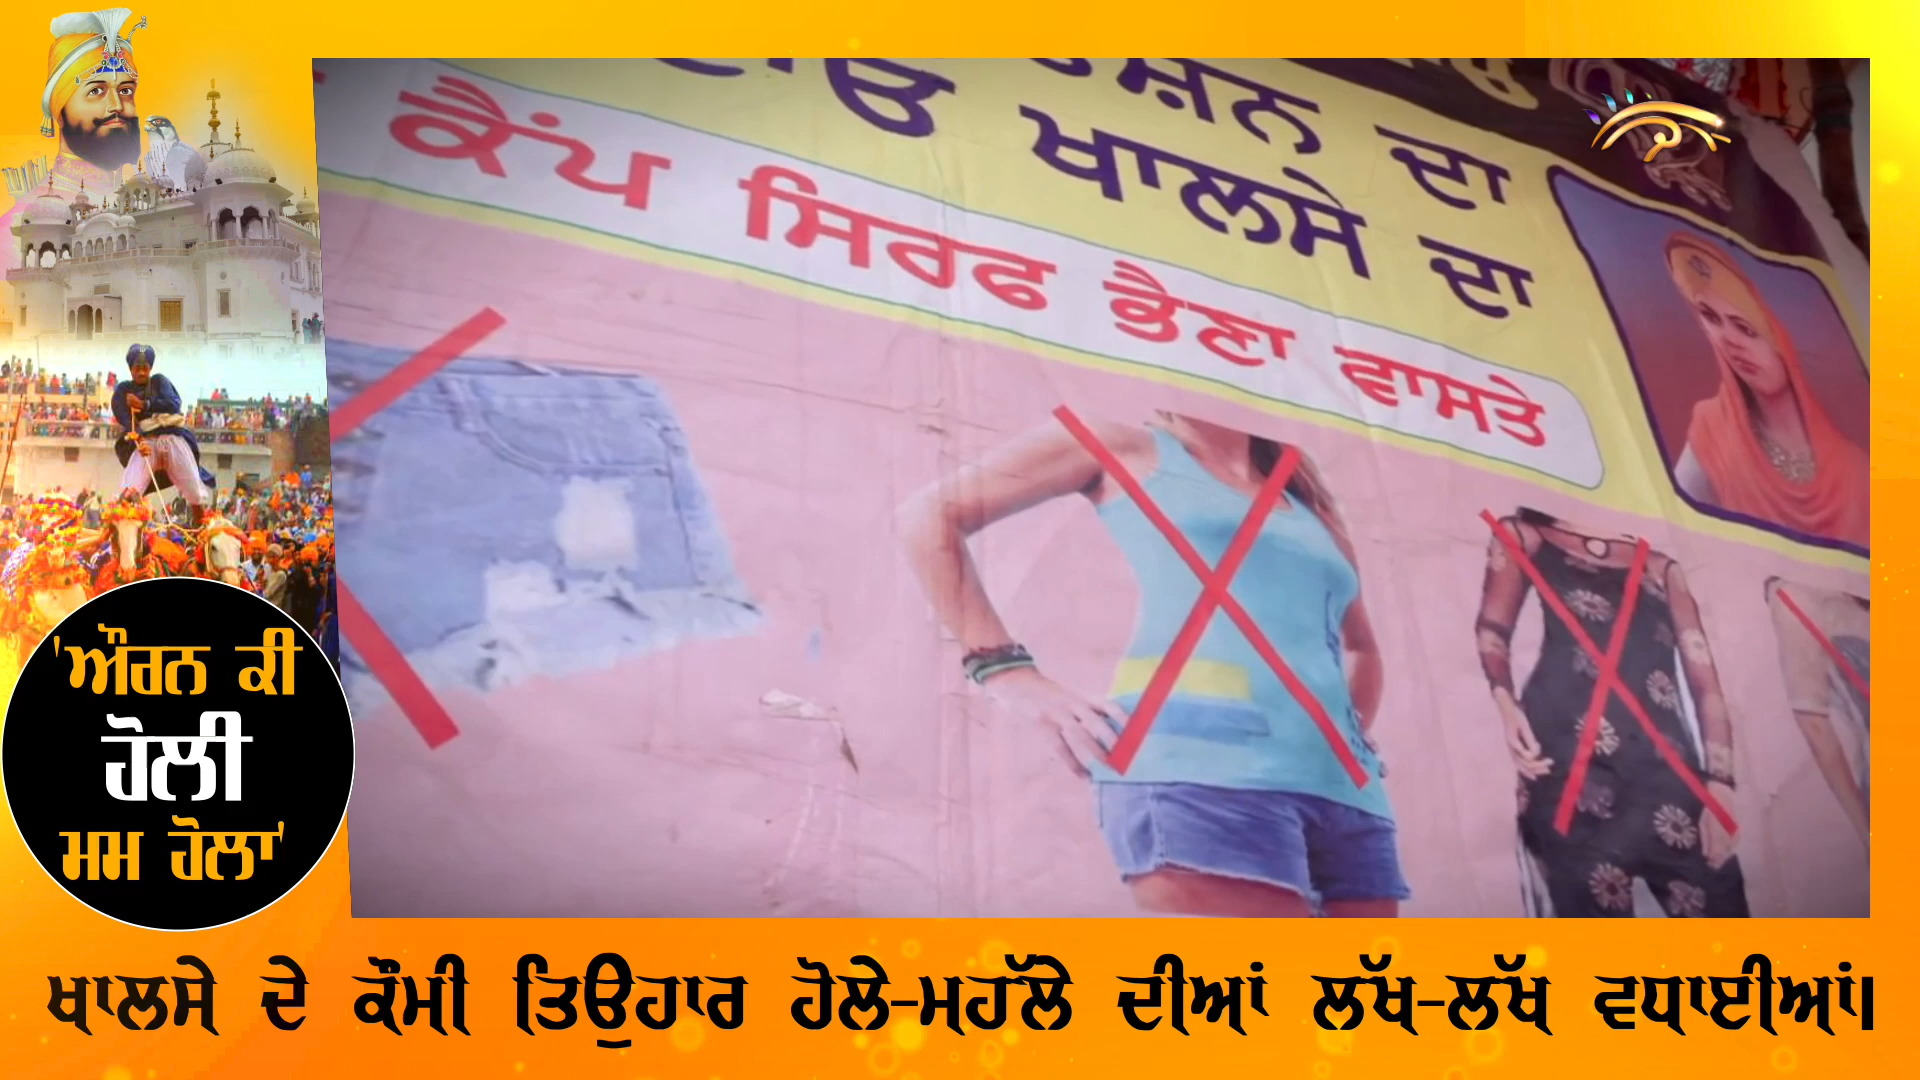 ਸ਼ਨ ਦਾ
ਖਾਲਸੇ ਦਾ
ਕੈਂਪ ਸਿਰਫ ਭੈਣਾ ਵਾਸਤੇ
'ਔਰਨ ਕੀ
ਹੋਲੀ
ਮਮ ਹੋਲਾ'
ਖਾਲਸੇ ਦੇ ਕੌਮੀ ਤਿਉਹਾਰ ਹੋਲੇ-ਮਹੱਲੇ ਦੀਆਂ ਲੱਖ-ਲੱਖ ਵਧਾਈਆਂ।